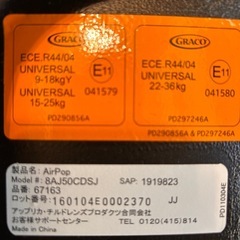 GRACO
ECE.R44/04
UNIVERSAL
9-18kgY
UNIVERSAL
15-25kg
E11
041579
PD290856A
GRACO
ECE.R44/04
UNIVERSAL
22-36kg
E11
041580
PD297246A
PD290856A & PD297246A
製品名:AirPop
Model #:8AJ50CDSJ SAP: 1919823
品番:67163
ロット番号:160104E0002370 JJ
アップリカ・チルドレンズプロダクツ合同会社
お客様サポートセンター TEL 0120(415)814
Made in China
PD110304E